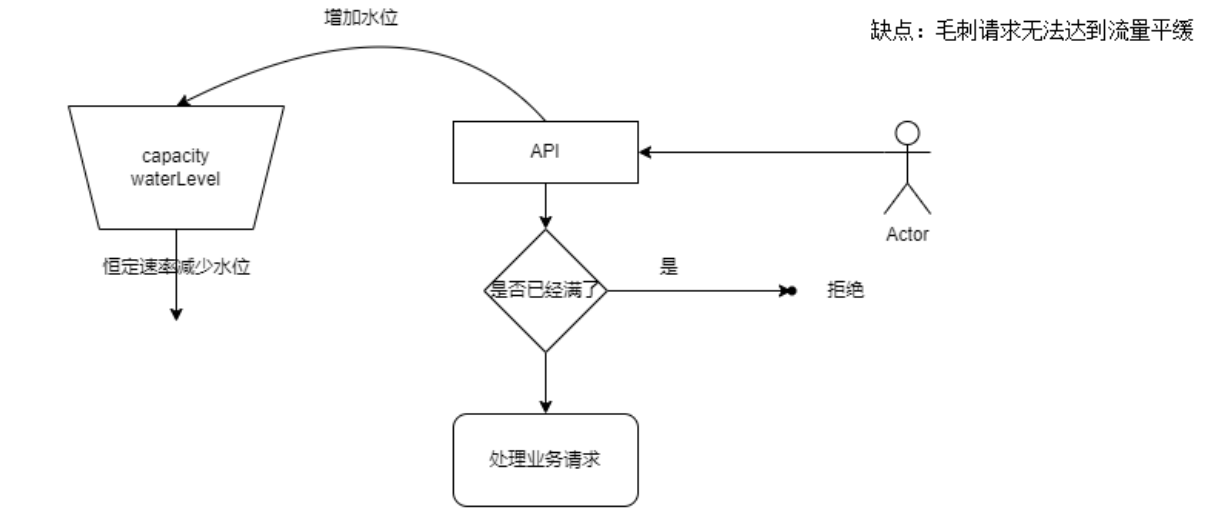 增加水位
缺点：毛刺请求无法达到流量平缓
capacity
waterLevel
API
Actor
恒定速率减少水位
是否已经满了
是
拒绝
处理业务请求